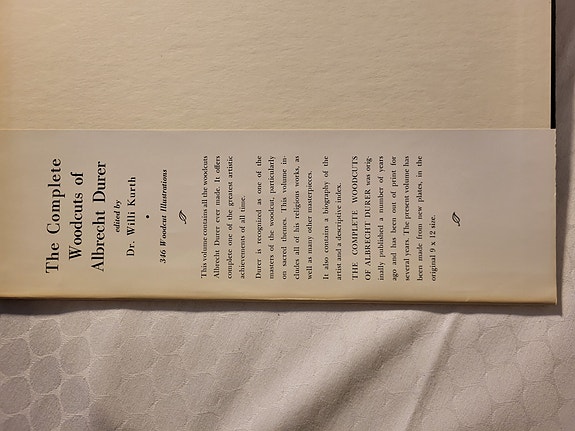 The Complete
Woodcuts of
Albrecht Durer
edited by
Dr. Willi Kurth
346 Woodcut Illustrations
This volume contains all the woodcuts
Albrecht Durer ever made. It offers
complete one of the greatest artistic
achievements of all time.
Durer is recognized as one of the
masters of the woodcut, particularly
on sacred themes. This volume in-
cludes all of his religious works, as
well as many other masterpieces.
It also contains a biography of the
artist and a descriptive index.
THE COMPLETE WOODCUTS
OF ALBRECHT DURER was orig-
inally published a number of years
ago and has been out of print for
several years. The present volume has
been made from new plates, in the
original 9 x 12 size.